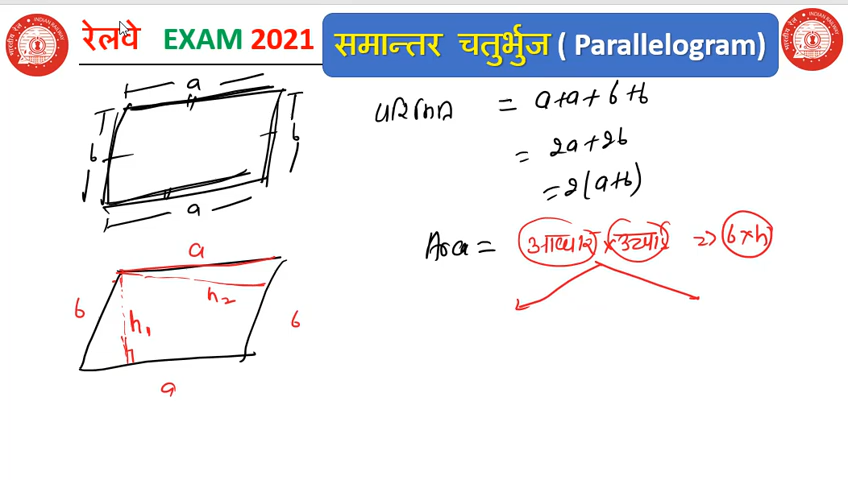 रेलवे EXAM 2021
समान्तर चतुर्भुज ( Parallelogram)
a
b
b
a
परिमाप = a+a+b+b
= 2a+2b
= 2(a+b)
Area = आधार × उंचाई => b×h
a
b
h₂
h₁
b
a